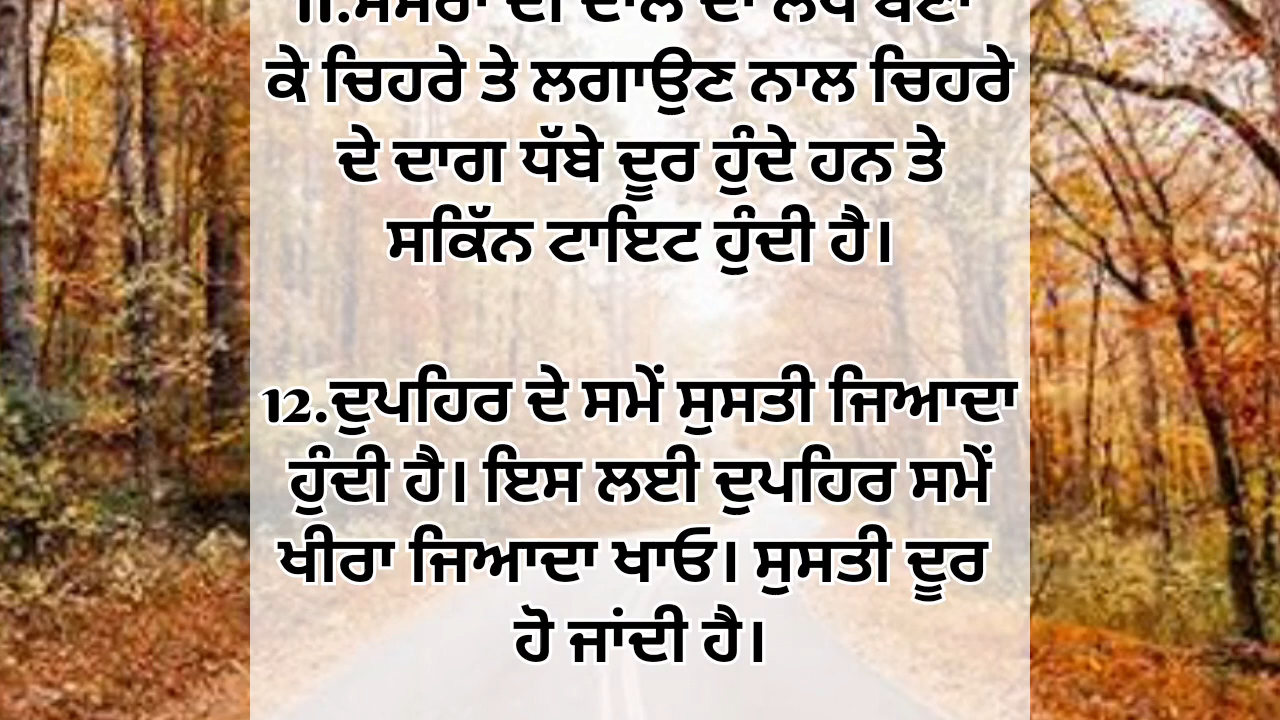 11.ਮਸਰਾਂ ਦੀ ਦਾਲ ਦਾ ਲੇਪ ਬਣਾ
ਕੇ ਚਿਹਰੇ ਤੇ ਲਗਾਉਣ ਨਾਲ ਚਿਹਰੇ
ਦੇ ਦਾਗ ਧੱਬੇ ਦੂਰ ਹੁੰਦੇ ਹਨ ਤੇ
ਸਕਿੱਨ ਟਾਇਟ ਹੁੰਦੀ ਹੈ।
12.ਦੁਪਹਿਰ ਦੇ ਸਮੇਂ ਸੁਸਤੀ ਜਿਆਦਾ
ਹੁੰਦੀ ਹੈ। ਇਸ ਲਈ ਦੁਪਹਿਰ ਸਮੇਂ
ਖੀਰਾ ਜਿਆਦਾ ਖਾਓ। ਸੁਸਤੀ ਦੂਰ
ਹੋ ਜਾਂਦੀ ਹੈ।